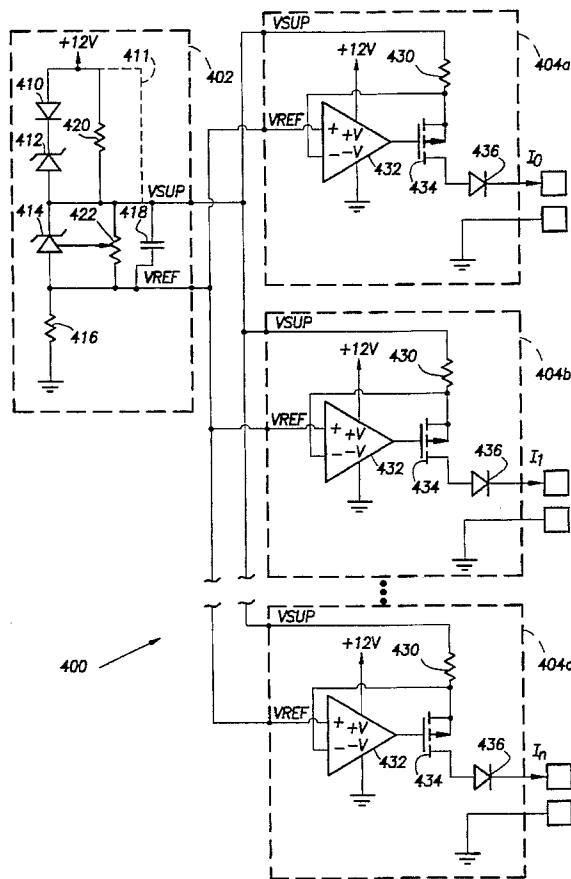 +12V
411
402
410
420
412
VSUP
414
422
418
VREF
416
VSUP
430
404a
+12V
VREF
+
+V
-
-V
432
434
436
I0
VSUP
430
404b
+12V
VREF
+
+V
-
-V
432
434
436
I1
400
VSUP
430
404c
+12V
VREF
+
+V
-
-V
432
434
436
In